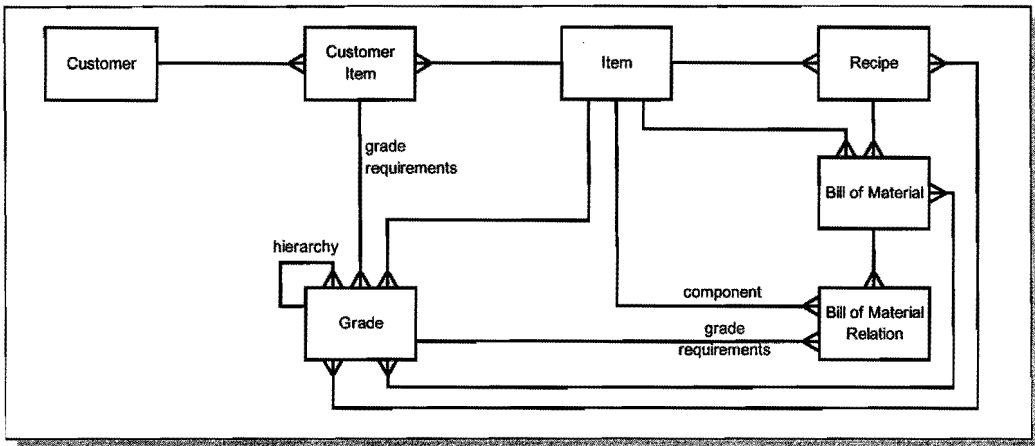 Customer
Customer
Item
Item
Recipe
grade
requirements
Bill of Material
hierarchy
component
Grade
grade
requirements
Bill of Material
Relation